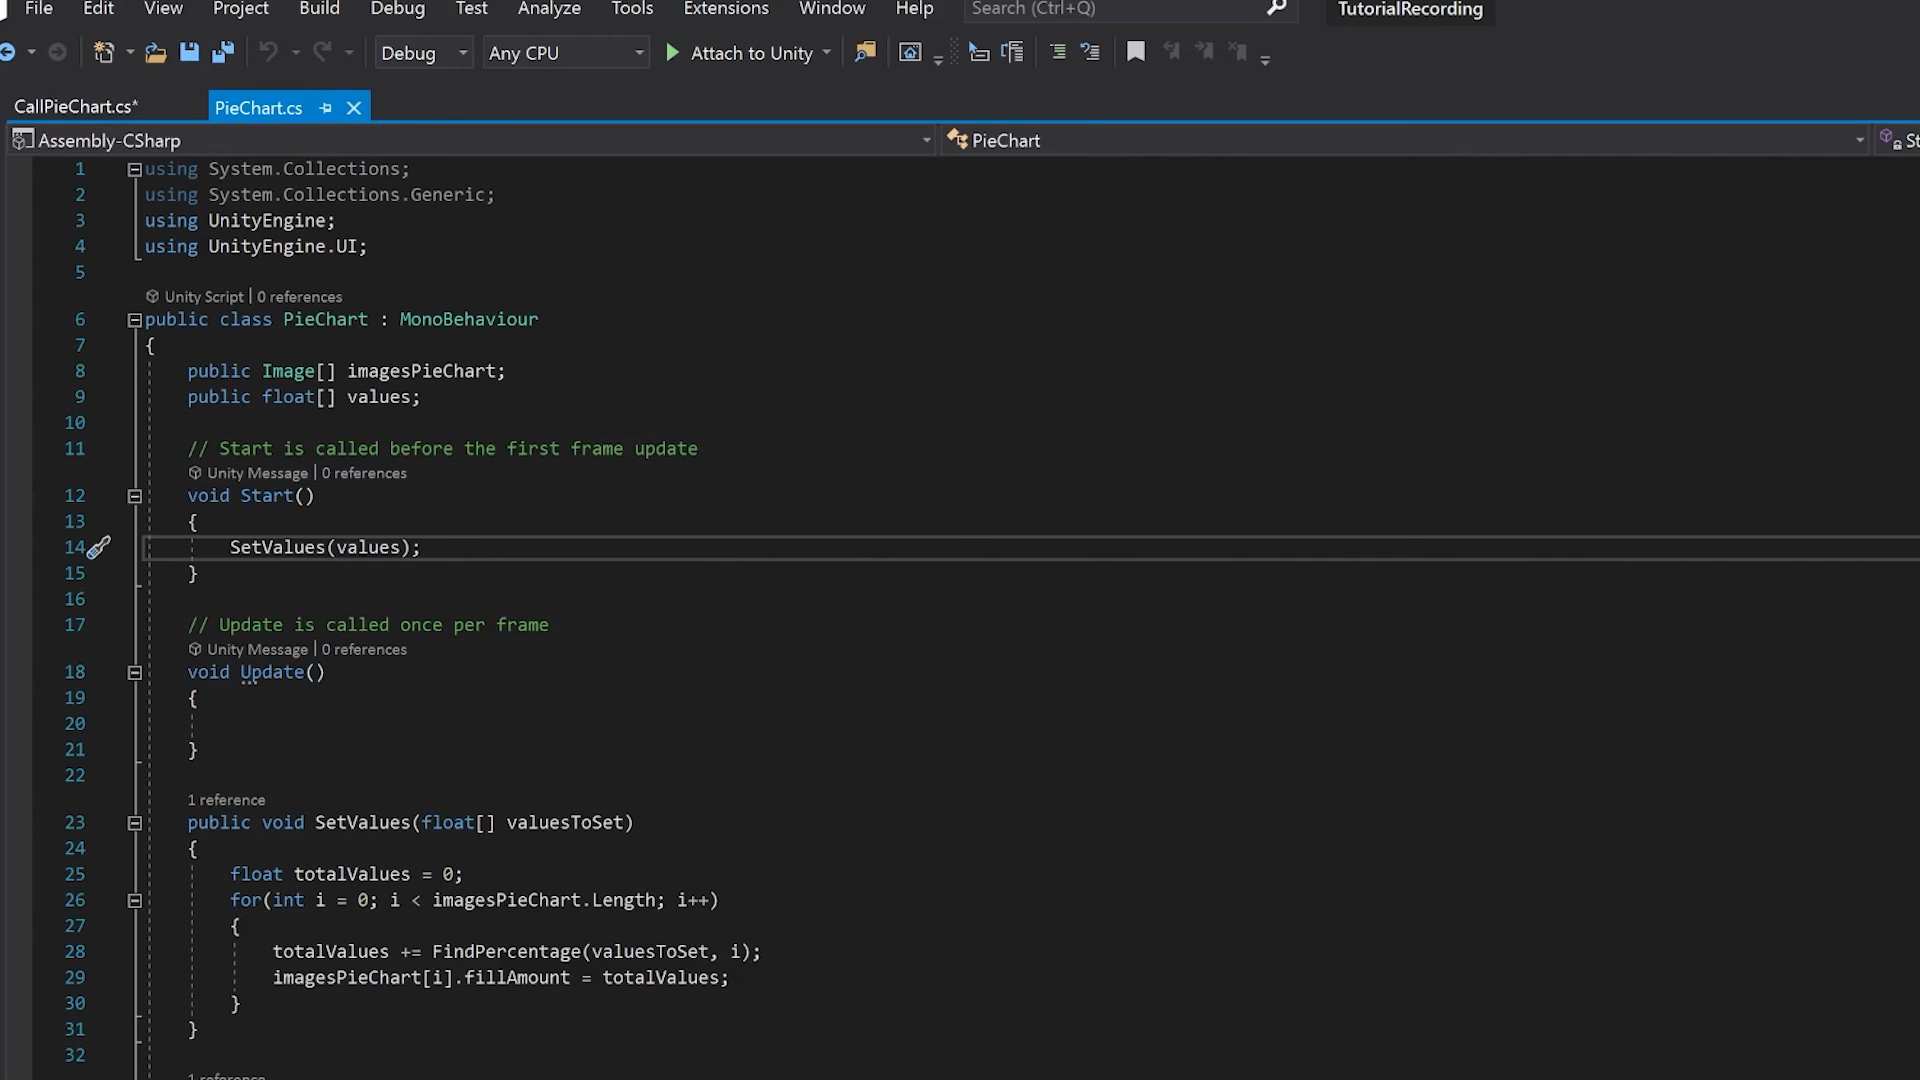 File Edit View Project Build Debug Test Analyze Tools Extensions Window Help Search (Ctrl+Q) TutorialRecording
Debug Any CPU Attach to Unity
CallPieChart.cs* PieChart.cs
Assembly-CSharp PieChart St
1 using System.Collections;
2 using System.Collections.Generic;
3 using UnityEngine;
4 using UnityEngine.UI;
5
Unity Script | 0 references
6 public class PieChart : MonoBehaviour
7 {
8 public Image[] imagesPieChart;
9 public float[] values;
10
11 // Start is called before the first frame update
Unity Message | 0 references
12 void Start()
13 {
14 SetValues(values);
15 }
16
17 // Update is called once per frame
Unity Message | 0 references
18 void Update()
19 {
20
21 }
22
1 reference
23 public void SetValues(float[] valuesToSet)
24 {
25 float totalValues = 0;
26 for(int i = 0; i < imagesPieChart.Length; i++)
27 {
28 totalValues += FindPercentage(valuesToSet, i);
29 imagesPieChart[i].fillAmount = totalValues;
30 }
31 }
32
1 reference